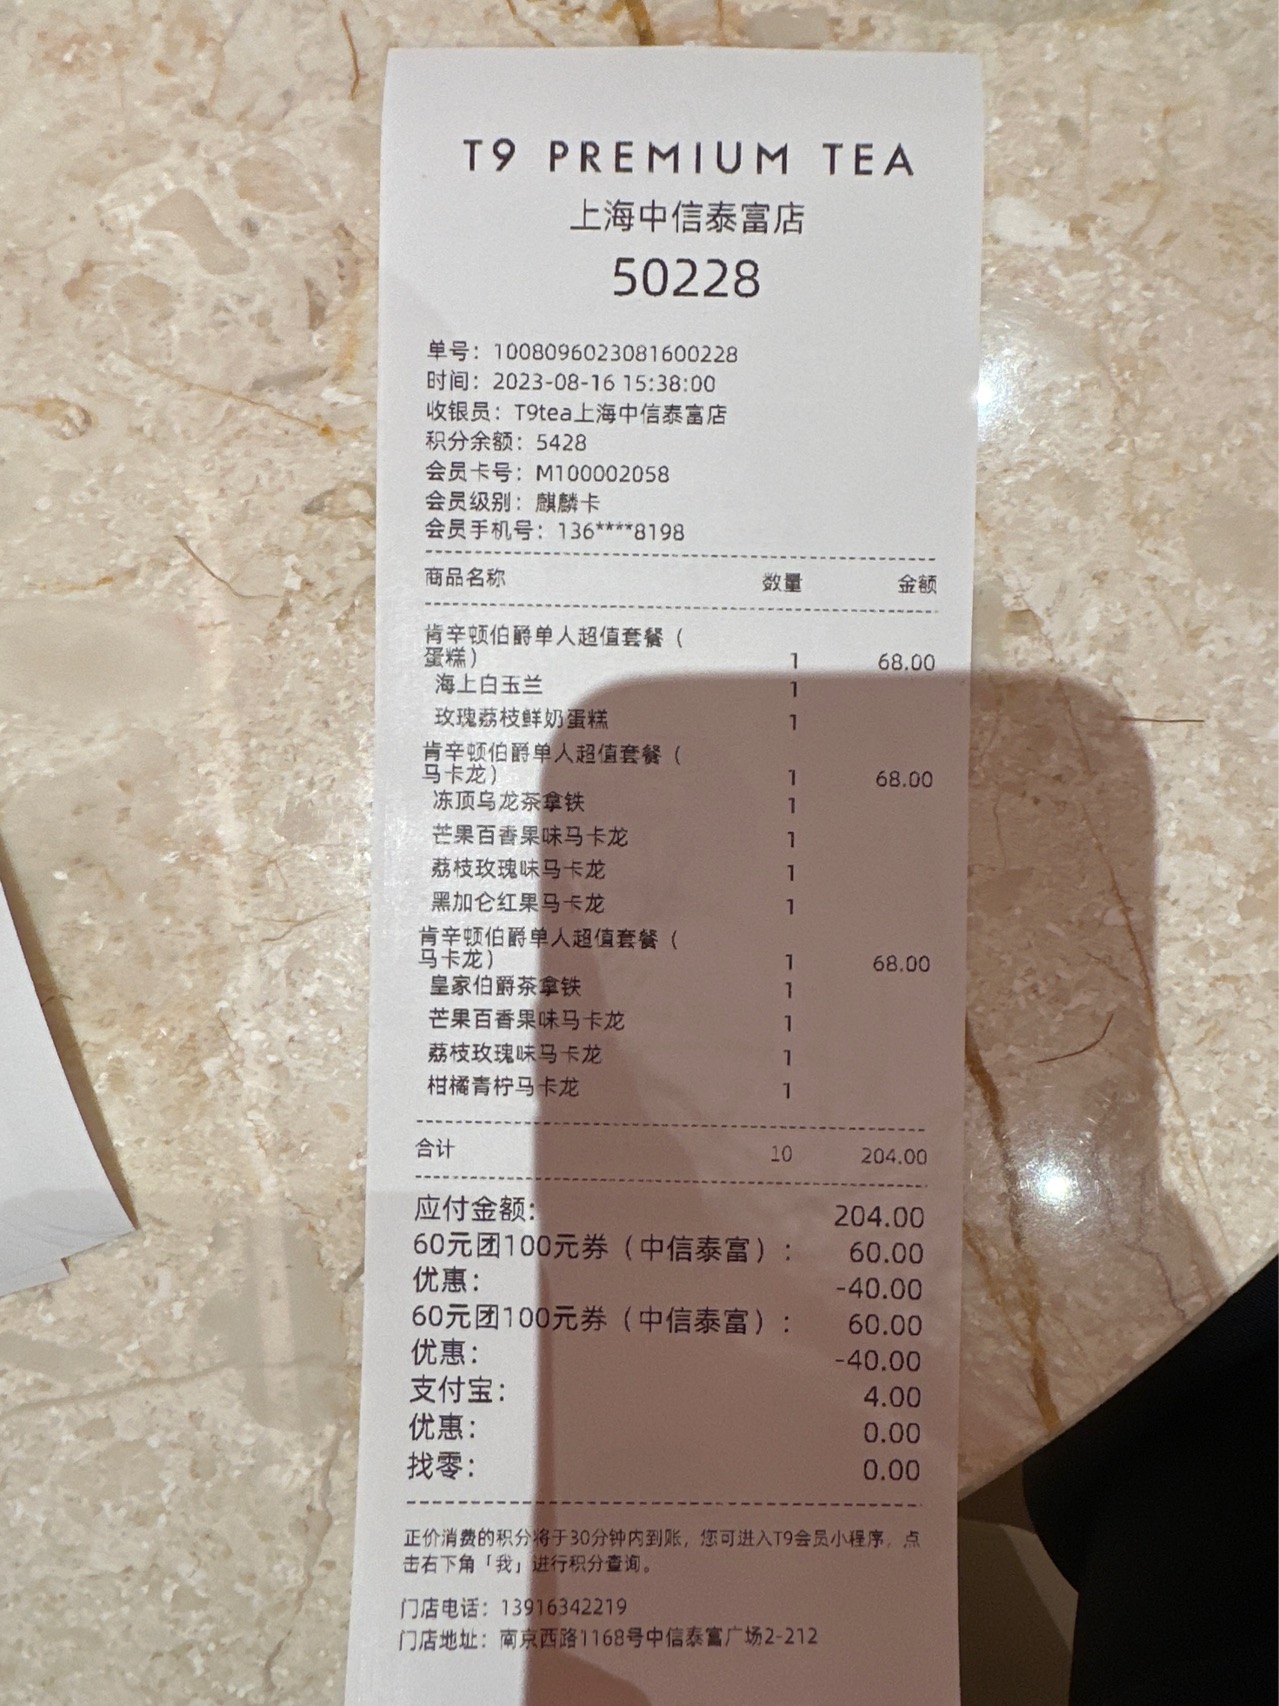 T9 PREMIUM TEA
上海中信泰富店
50228
单号：1008096023081600228
时间：2023-08-16 15:38:00
收银员：T9tea上海中信泰富店
积分余额：5428
会员卡号：M100002058
会员级别：麒麟卡
会员手机号：136****8198
商品名称 数量 金额
肯辛顿伯爵单人超值套餐（
蛋糕） 1 68.00
海上白玉兰 1
玫瑰荔枝鲜奶蛋糕 1
肯辛顿伯爵单人超值套餐（
马卡龙） 1 68.00
冻顶乌龙茶拿铁 1
芒果百香果味马卡龙 1
荔枝玫瑰味马卡龙 1
黑加仑红果马卡龙 1
肯辛顿伯爵单人超值套餐（
马卡龙） 1 68.00
皇家伯爵茶拿铁 1
芒果百香果味马卡龙 1
荔枝玫瑰味马卡龙 1
柑橘青柠马卡龙 1
合计 10 204.00
应付金额： 204.00
60元团100元券（中信泰富）： 60.00
优惠： -40.00
60元团100元券（中信泰富）： 60.00
优惠： -40.00
支付宝： 4.00
优惠： 0.00
找零： 0.00
正价消费的积分将于30分钟内到账，您可进入T9会员小程序，点
击右下角「我」进行积分查询。
门店电话：13916342219
门店地址：南京西路1168号中信泰富广场2-212